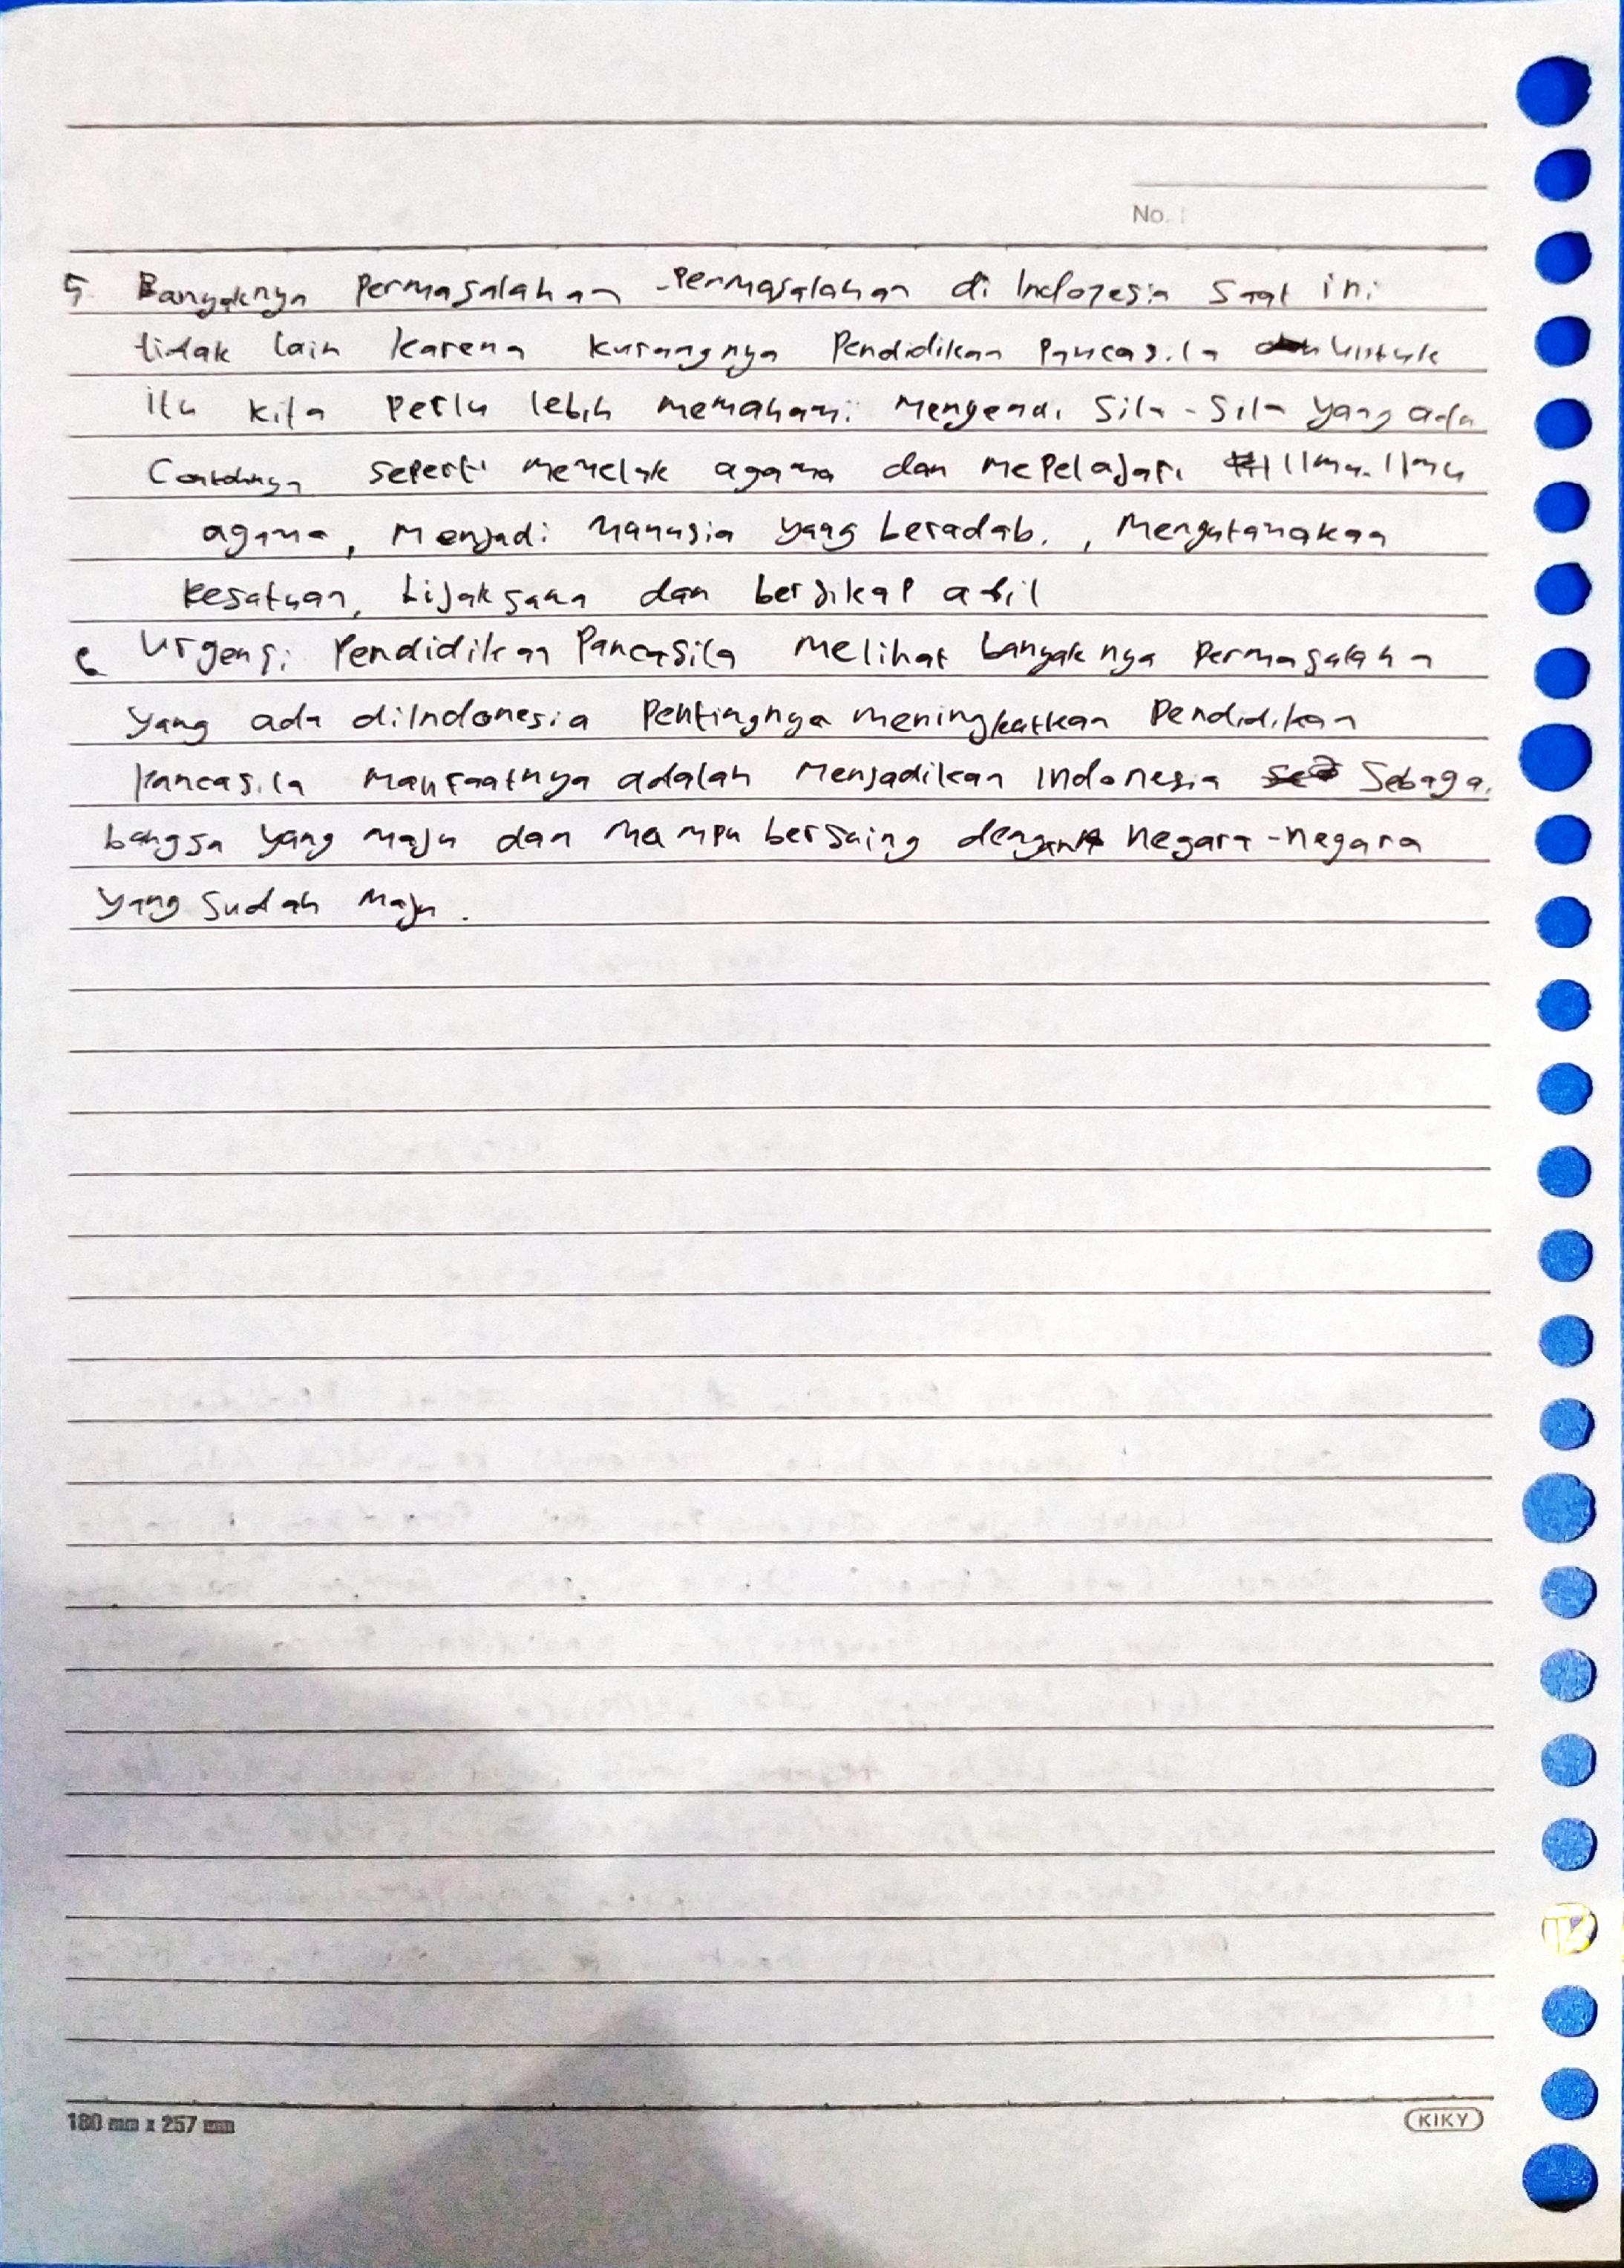 No. :
5 Banyaknya Permasalahan -Permasalahan di Indonesia Saat ini
tidak lain karena kurangnya Pendidikan Pancasila untuk
itu kita Perlu lebih memahami mengenai Sila-Sila yang ada
Contohnya seperti memeluk agama dan mepelajari Ilmu-Ilmu
agama, Menjadi Manusia yang beradab, , Mengutamakan
Kesatuan, bijaksana dan bersikap adil
6 Urgensi Pendidikan Pancasila Melihat banyaknya Permasalahn
yang ada diIndonesia Pentingnya meningkatkan Pendidikan
Pancasila Manfaatnya adalah Menjadikan Indonesia Sebagai
bangsa yang maju dan Mampu bersaing dengan negara-negara
yang sudah maju.
180 mm x 257 mm
KIKY